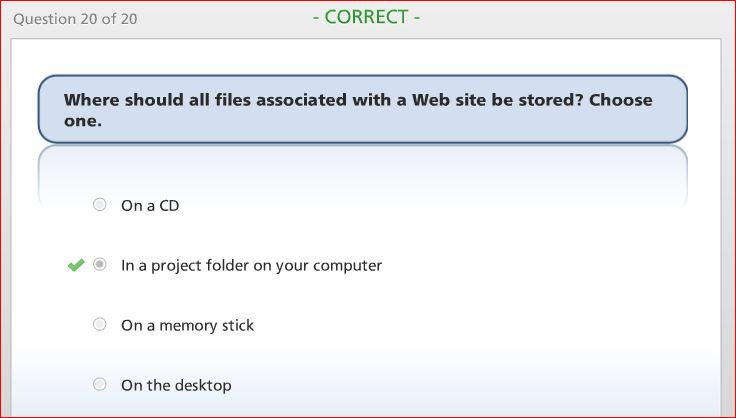 Question 20 of 20
- CORRECT -
Where should all files associated with a Web site be stored? Choose
one.
On a CD
In a project folder on your computer
On a memory stick
On the desktop